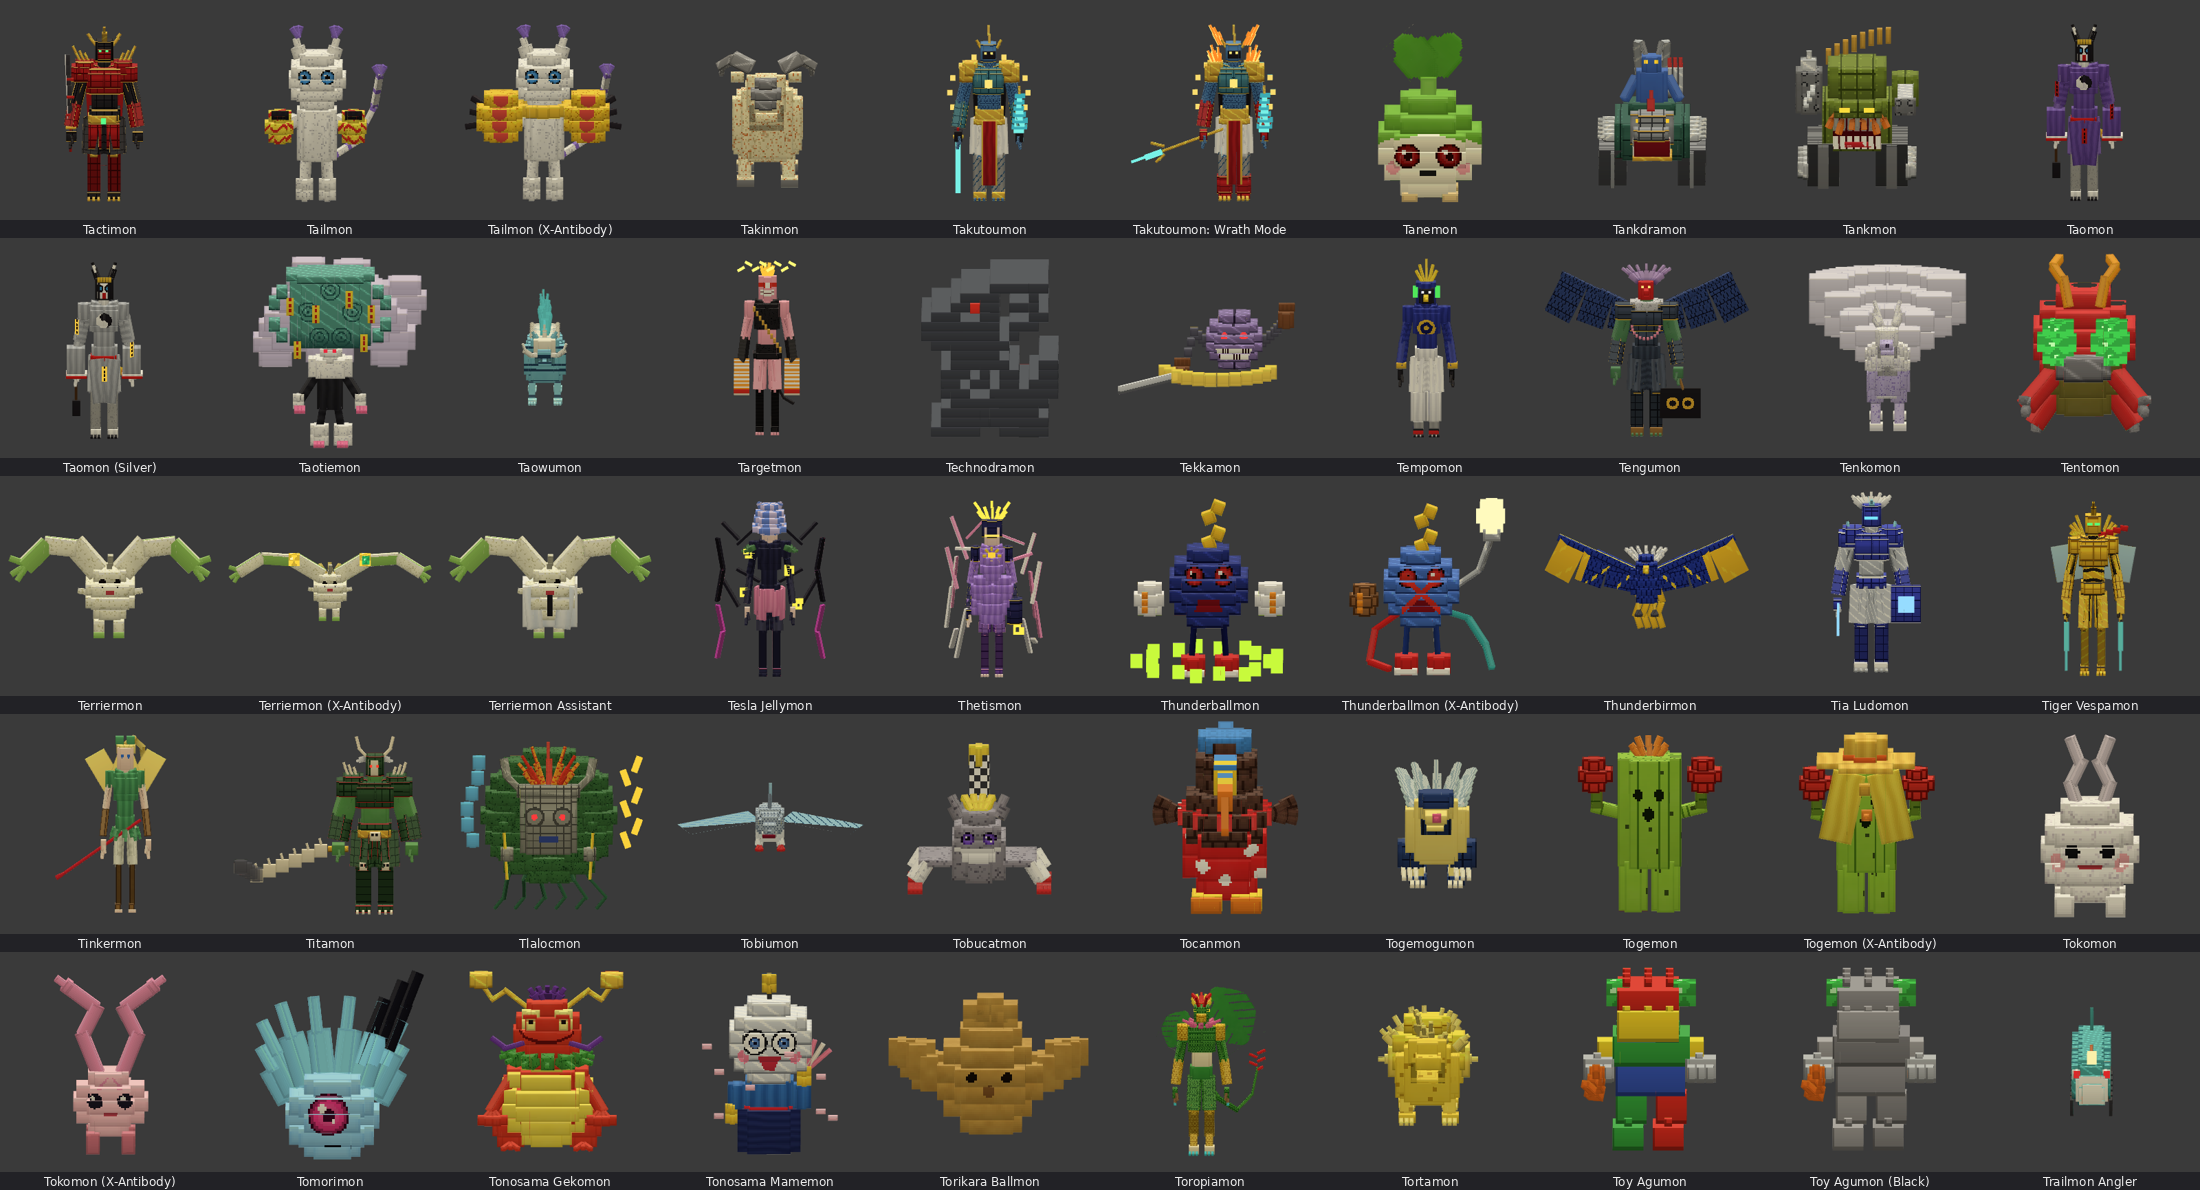 Tactimon Tailmon Tailmon (X-Antibody) Takinmon Takutoumon Takutoumon: Wrath Mode Tanemon Tankdramon Tankmon Taomon
Taomon (Silver) Taotiemon Taowumon Targetmon Technodramon Tekkamon Tempomon Tengumon Tenkomon Tentomon
Terriermon Terriermon (X-Antibody) Terriermon Assistant Tesla Jellymon Thetismon Thunderballmon Thunderballmon (X-Antibody) Thunderbirmon Tia Ludomon Tiger Vespamon
Tinkermon Titamon Tlalocmon Tobiumon Tobucatmon Tocanmon Togemogumon Togemon Togemon (X-Antibody) Tokomon
Tokomon (X-Antibody) Tomorimon Tonosama Gekomon Tonosama Mamemon Torikara Ballmon Toropiamon Tortamon Toy Agumon Toy Agumon (Black) Trailmon Angler